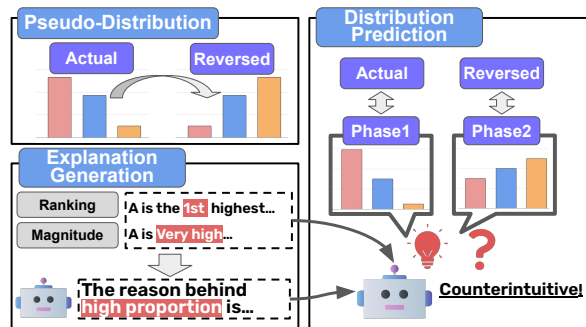 Pseudo-Distribution
Actual
Reversed
Explanation
Generation
Ranking
Magnitude
A is the 1st highest...
A is Very high...
The reason behind
high proportion is...
Distribution
Prediction
Actual
Reversed
Phase1
Phase2
Counterintuitive!